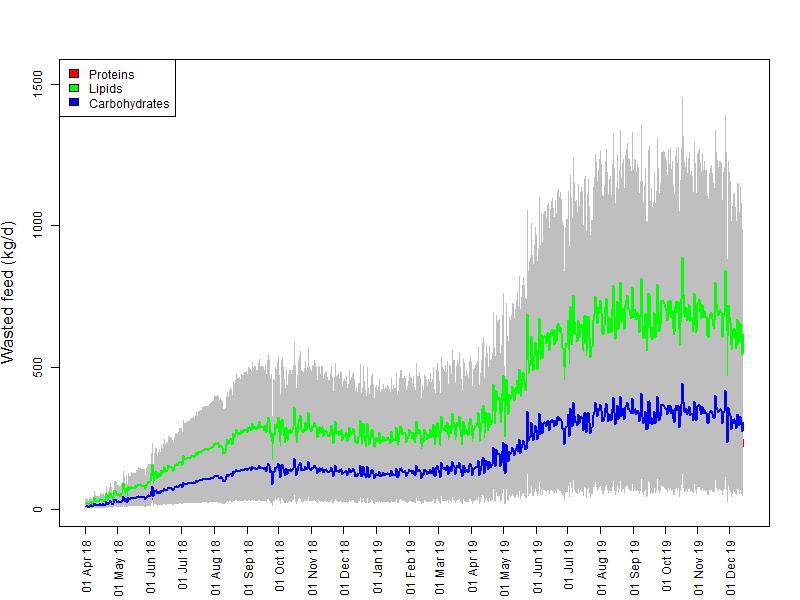 Proteins
Lipids
Carbohydrates
Wasted feed (kg/d)
1500
1000
500
0
01 Apr 18
01 May 18
01 Jun 18
01 Jul 18
01 Aug 18
01 Sep 18
01 Oct 18
01 Nov 18
01 Dec 18
01 Jan 19
01 Feb 19
01 Mar 19
01 Apr 19
01 May 19
01 Jun 19
01 Jul 19
01 Aug 19
01 Sep 19
01 Oct 19
01 Nov 19
01 Dec 19